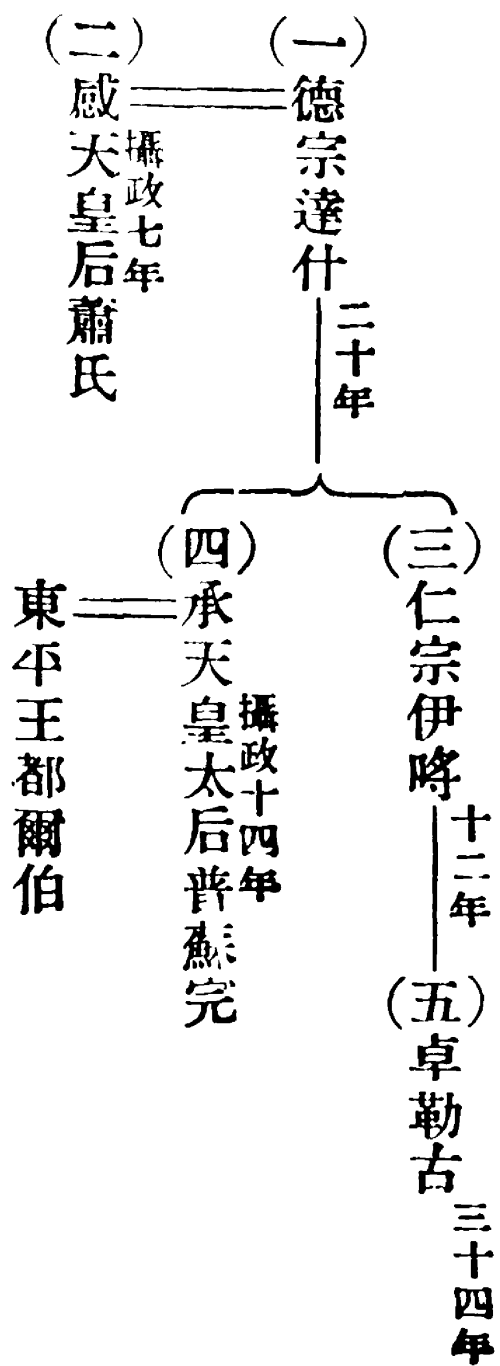 （一）德宗達什
二十年
（二）感天皇后蕭氏
攝政七年
（三）仁宗伊㖫
十二年
（四）承天皇太后普蘇完
攝政十四年
東平王都爾伯
（五）卓勒古
三十四年